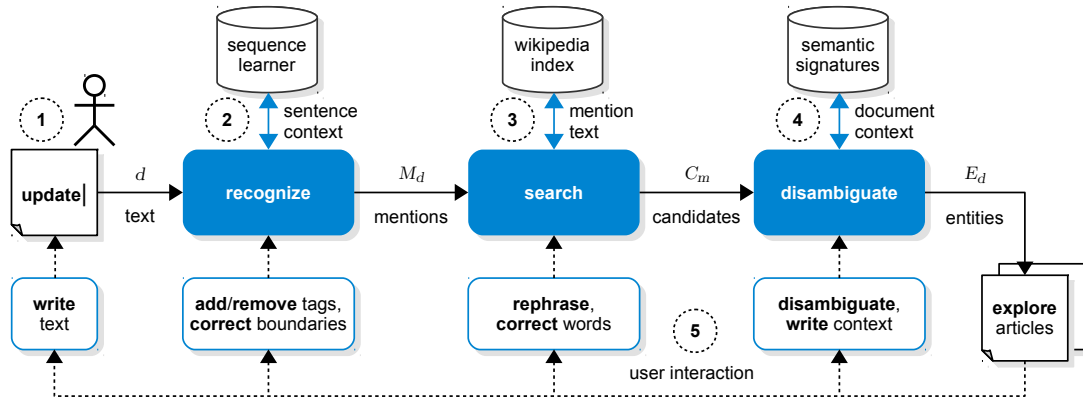 sequence
learner
wikipedia
index
semantic
signatures
1
2
sentence
context
3
mention
text
4
document
context
update
d
text
recognize
M_d
mentions
search
C_m
candidates
disambiguate
E_d
entities
write
text
add/remove tags,
correct boundaries
rephrase,
correct words
disambiguate,
write context
explore
articles
5
user interaction